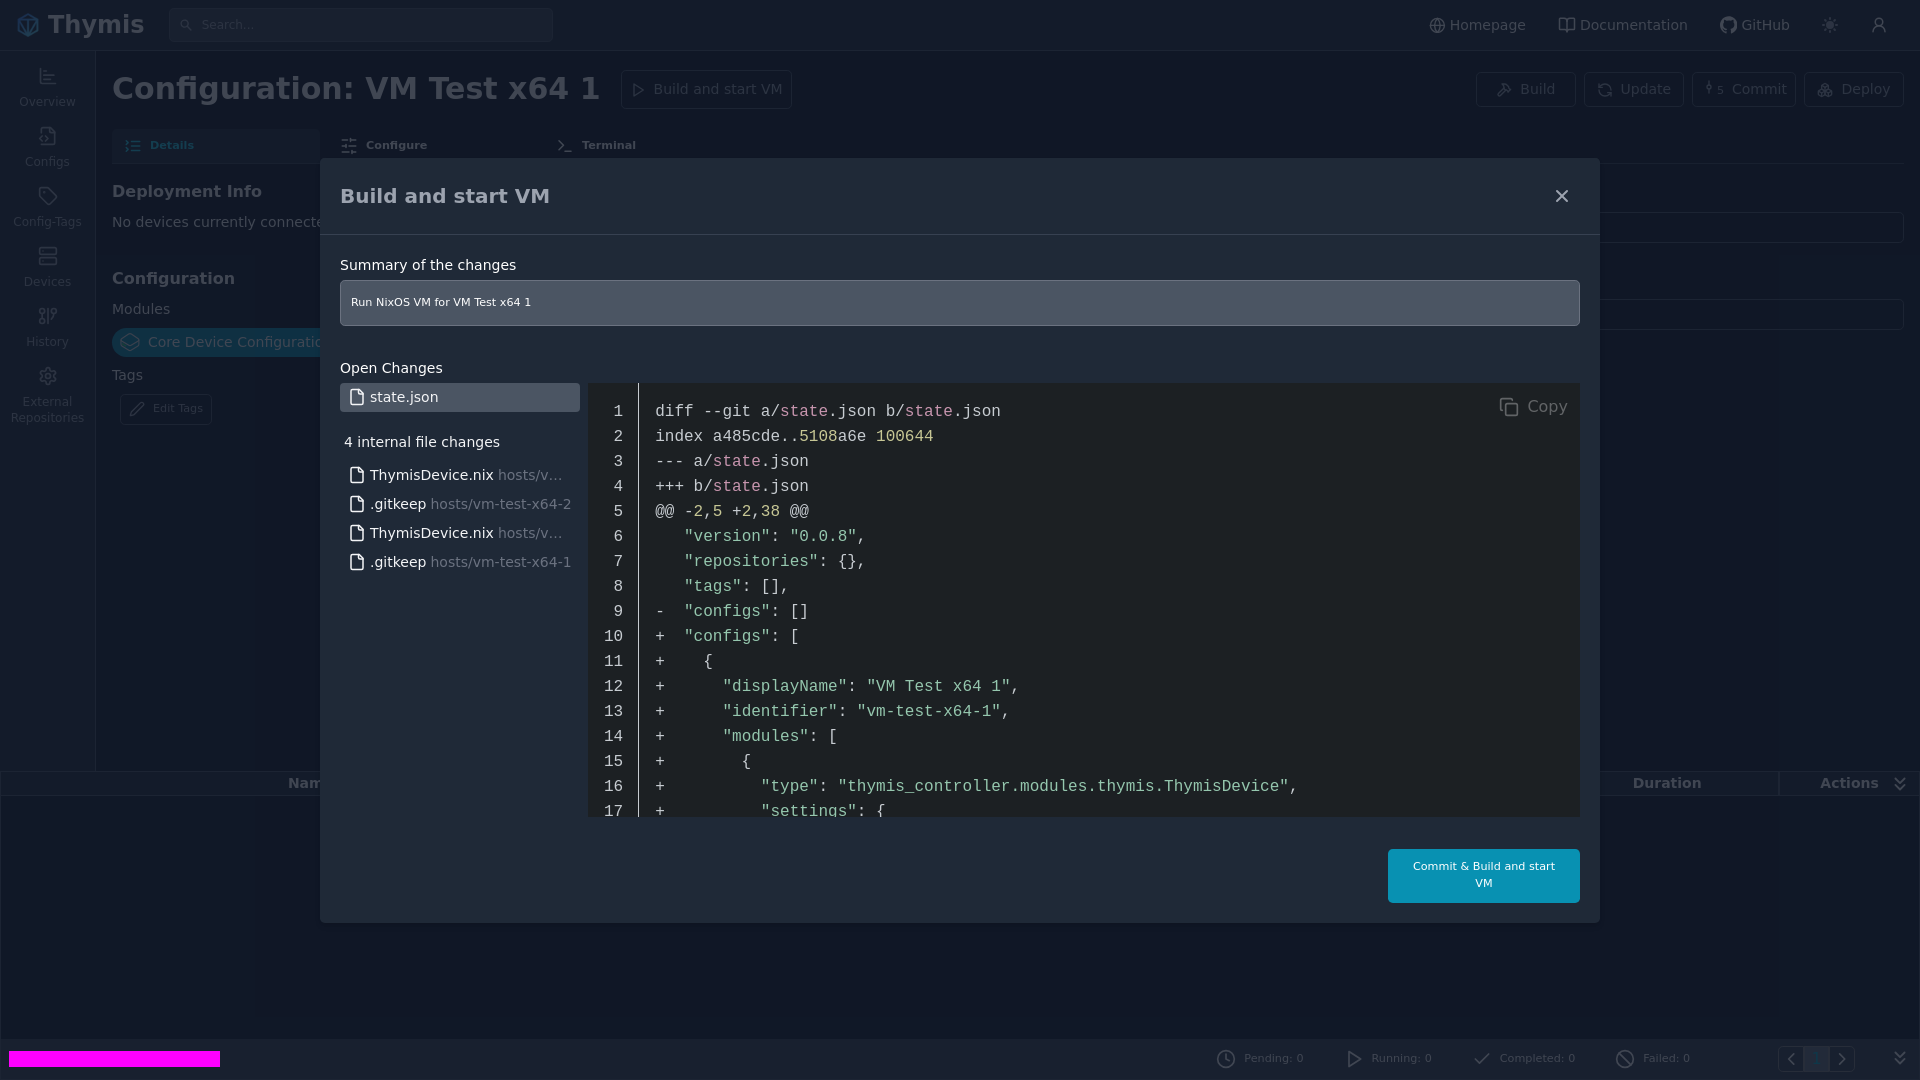 Thymis
Search...
Homepage
Documentation
GitHub
Configuration: VM Test x64 1
Build and start VM
Build
Update
s Commit
Deploy
Overview
Configs
Config-Tags
Devices
History
External
Repositories
Details
Configure
Terminal
Deployment Info
No devices currently connecte
Configuration
Modules
Core Device Configuratio
Tags
Edit Tags
Build and start VM
Summary of the changes
Run NixOS VM for VM Test x64 1
Open Changes
state.json
4 internal file changes
ThymisDevice.nix hosts/v...
.gitkeep hosts/vm-test-x64-2
ThymisDevice.nix hosts/v...
.gitkeep hosts/vm-test-x64-1
Copy
1 diff --git a/state.json b/state.json
2 index a485cde..5108a6e 100644
3 --- a/state.json
4 +++ b/state.json
5 @@ -2,5 +2,38 @@
6    "version": "0.0.8",
7    "repositories": {},
8    "tags": [],
9 -  "configs": []
10 +  "configs": [
11 +    {
12 +      "displayName": "VM Test x64 1",
13 +      "identifier": "vm-test-x64-1",
14 +      "modules": [
15 +        {
16 +          "type": "thymis_controller.modules.thymis.ThymisDevice",
17 +          "settings": {
Commit & Build and start
VM
Nam
Duration
Actions
Pending: 0
Running: 0
Completed: 0
Failed: 0